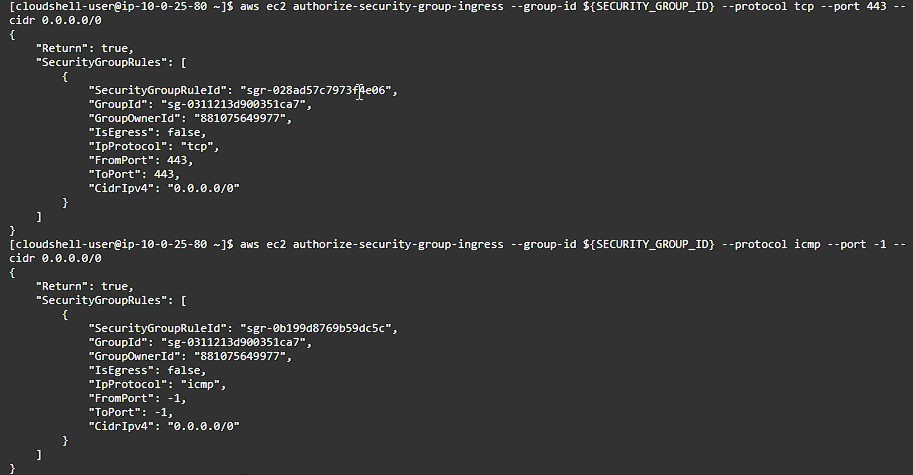 [cloudshell-user@ip-10-0-25-80 ~]$ aws ec2 authorize-security-group-ingress --group-id ${SECURITY_GROUP_ID} --protocol tcp --port 443 --
cidr 0.0.0.0/0
{
    "Return": true,
    "SecurityGroupRules": [
        {
            "SecurityGroupRuleId": "sgr-028ad57c7973f4e06",
            "GroupId": "sg-0311213d900351ca7",
            "GroupOwnerId": "881075649977",
            "IsEgress": false,
            "IpProtocol": "tcp",
            "FromPort": 443,
            "ToPort": 443,
            "CidrIpv4": "0.0.0.0/0"
        }
    ]
}
[cloudshell-user@ip-10-0-25-80 ~]$ aws ec2 authorize-security-group-ingress --group-id ${SECURITY_GROUP_ID} --protocol icmp --port -1 --
cidr 0.0.0.0/0
{
    "Return": true,
    "SecurityGroupRules": [
        {
            "SecurityGroupRuleId": "sgr-0b199d8769b59dc5c",
            "GroupId": "sg-0311213d900351ca7",
            "GroupOwnerId": "881075649977",
            "IsEgress": false,
            "IpProtocol": "icmp",
            "FromPort": -1,
            "ToPort": -1,
            "CidrIpv4": "0.0.0.0/0"
        }
    ]
}